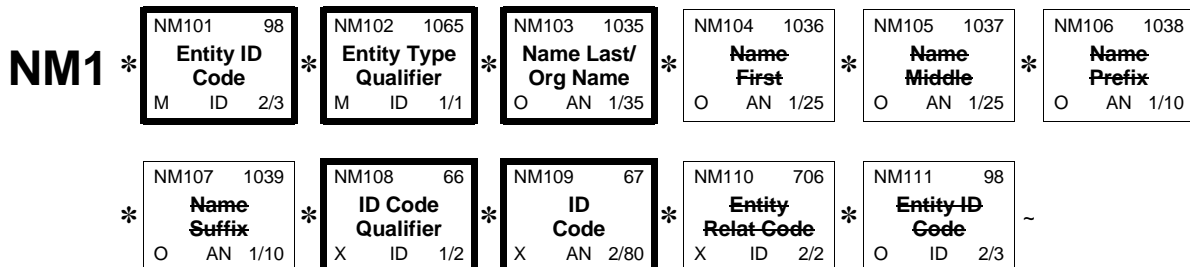 NM101 98 NM102 1065 NM103 1035 NM104 1036 NM105 1037 NM106 1038
NM1 * Entity ID Code * Entity Type Qualifier * Name Last/ Org Name * Name First * Name Middle * Name Prefix
M ID 2/3 M ID 1/1 O AN 1/35 O AN 1/25 O AN 1/25 O AN 1/10
NM107 1039 NM108 66 NM109 67 NM110 706 NM111 98
* Name Suffix * ID Code Qualifier * ID Code * Entity Relat Code * Entity ID Code ~
O AN 1/10 X ID 1/2 X AN 2/80 X ID 2/2 O ID 2/3